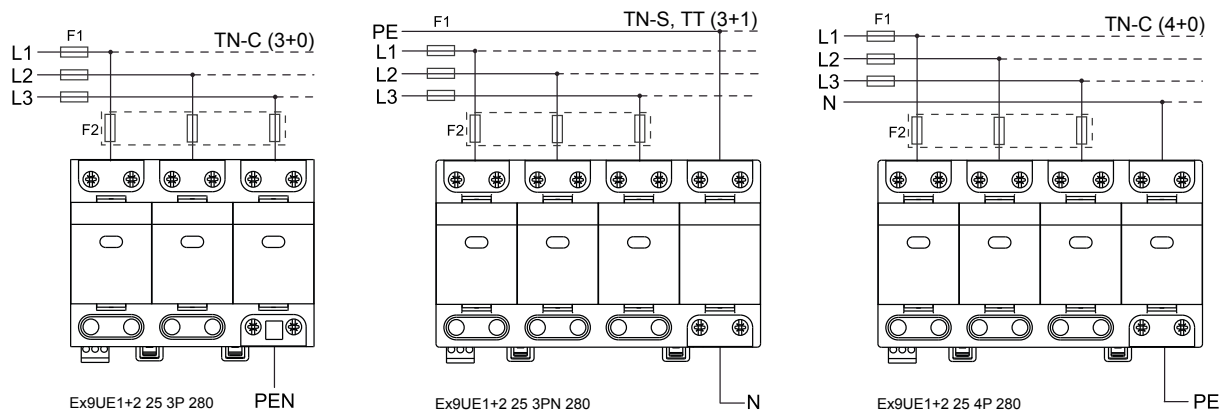 F1
TN-C (3+0)
L1
L2
L3
F2
Ex9UE1+2 25 3P 280
PEN
F1
TN-S, TT (3+1)
PE
L1
L2
L3
F2
Ex9UE1+2 25 3PN 280
N
F1
TN-C (4+0)
L1
L2
L3
N
F2
Ex9UE1+2 25 4P 280
PE